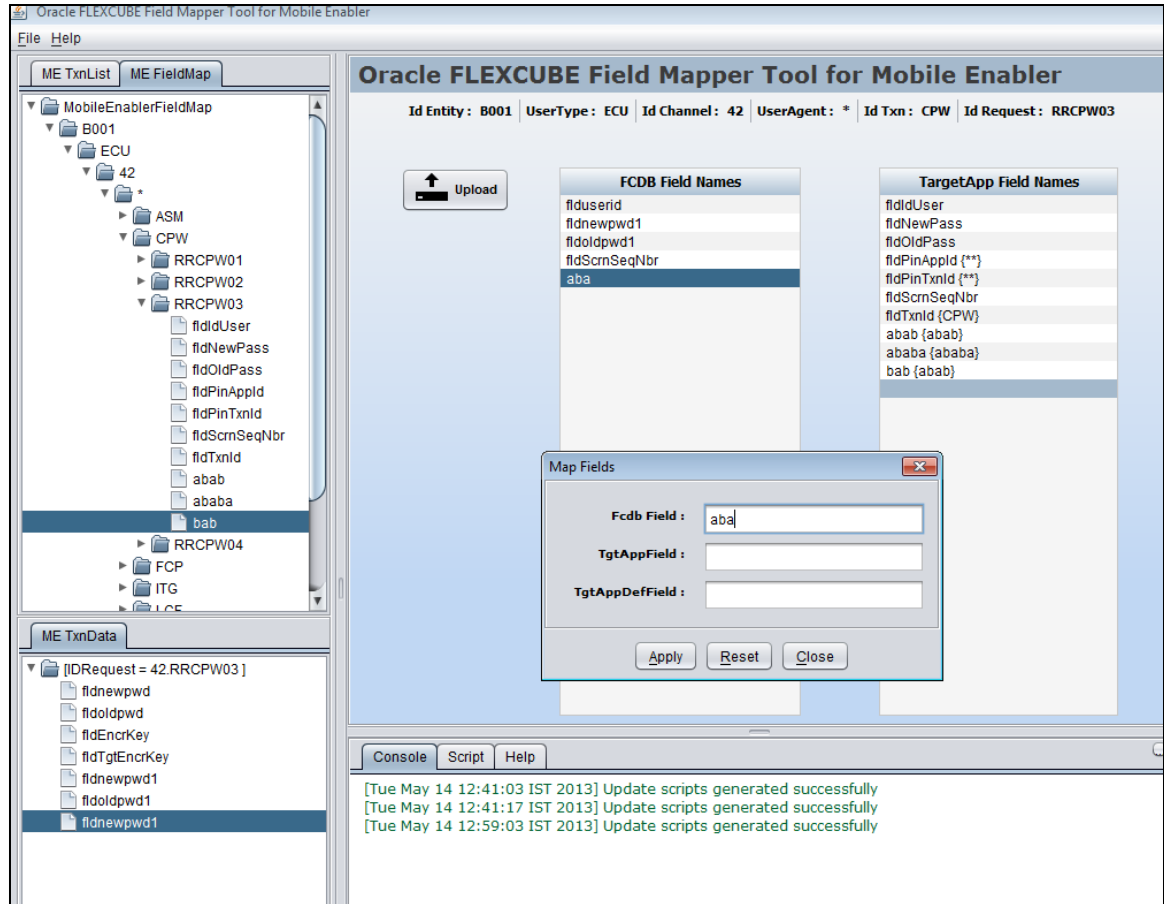 Oracle FLEXCUBE Field Mapper Tool for Mobile Enabler
File Help
ME TxnList ME FieldMap
MobileEnablerFieldMap
B001
ECU
42
*
ASM
CPW
RRCPW01
RRCPW02
RRCPW03
fldIdUser
fldNewPass
fldOldPass
fldPinAppId
fldPinTxnId
fldScrnSeqNbr
fldTxnId
abab
ababa
bab
RRCPW04
FCP
ITG
ME TxnData
[IDRequest = 42.RRCPW03 ]
fldnewpwd
fldoldpwd
fldEncrKey
fldTgtEncrKey
fldnewpwd1
fldoldpwd1
fldnewpwd1
Oracle FLEXCUBE Field Mapper Tool for Mobile Enabler
Id Entity : B001 UserType : ECU Id Channel : 42 UserAgent : * Id Txn : CPW Id Request : RRCPW03
Upload
FCDB Field Names
flduserid
fldnewpwd1
fldoldpwd1
fldScrnSeqNbr
aba
TargetApp Field Names
fldIdUser
fldNewPass
fldOldPass
fldPinAppId {**}
fldPinTxnId {**}
fldScrnSeqNbr
fldTxnId {CPW}
abab {abab}
ababa {ababa}
bab {abab}
Map Fields
Fcdb Field : aba
TgtAppField :
TgtAppDefField :
Apply Reset Close
Console Script Help
[Tue May 14 12:41:03 IST 2013] Update scripts generated successfully
[Tue May 14 12:41:17 IST 2013] Update scripts generated successfully
[Tue May 14 12:59:03 IST 2013] Update scripts generated successfully